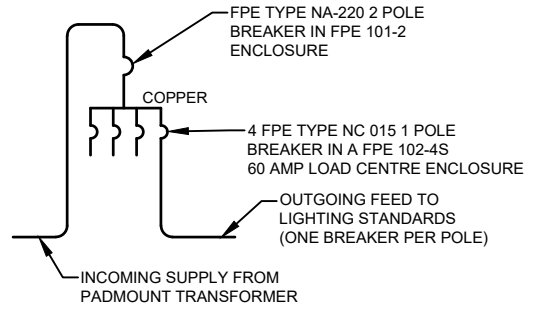 FPE TYPE NA-220 2 POLE
BREAKER IN FPE 101-2
ENCLOSURE
COPPER
4 FPE TYPE NC 015 1 POLE
BREAKER IN A FPE 102-4S
60 AMP LOAD CENTRE ENCLOSURE
OUTGOING FEED TO
LIGHTING STANDARDS
(ONE BREAKER PER POLE)
INCOMING SUPPLY FROM
PADMOUNT TRANSFORMER